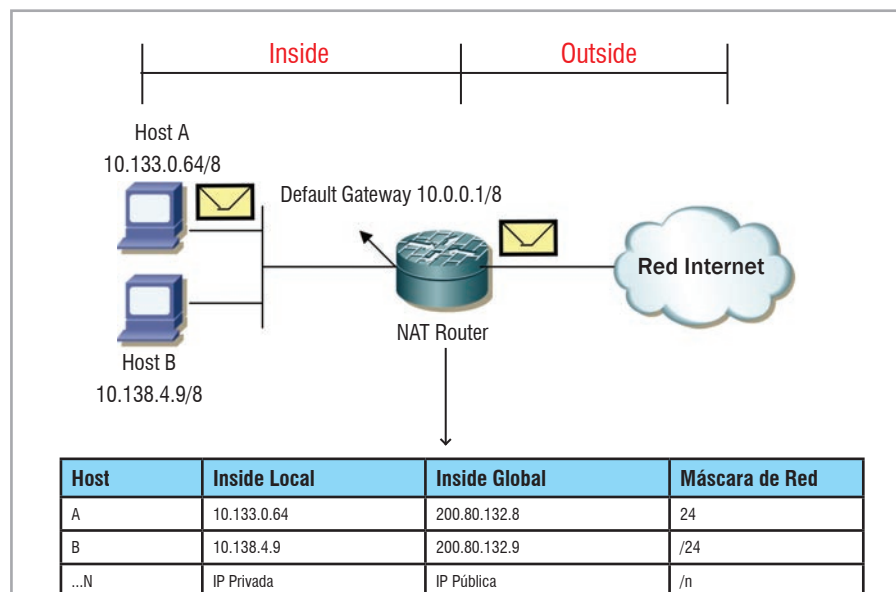 Inside Outside
Host A
10.133.0.64/8
Default Gateway 10.0.0.1/8
Red Internet
NAT Router
Host B
10.138.4.9/8
Host Inside Local Inside Global Máscara de Red
A 10.133.0.64 200.80.132.8 24
B 10.138.4.9 200.80.132.9 /24
...N IP Privada IP Pública /n